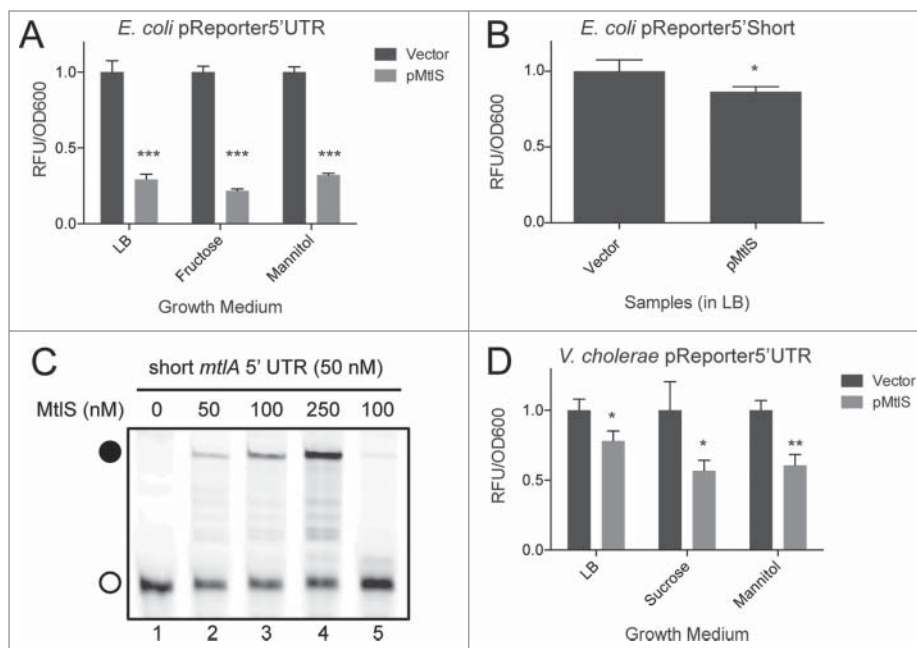 A
E. coli pReporter5'UTR
Vector
pMtlS
RFU/OD600
1.0
0.5
0.0
***
***
***
LB
Fructose
Mannitol
Growth Medium
B
E. coli pReporter5'Short
RFU/OD600
1.0
0.5
0.0
*
Vector
pMtlS
Samples (in LB)
C
short mtlA 5' UTR (50 nM)
MtlS (nM) 0 50 100 250 100
1 2 3 4 5
D
V. cholerae pReporter5'UTR
Vector
pMtlS
RFU/OD600
1.0
0.5
0.0
*
*
**
LB
Sucrose
Mannitol
Growth Medium